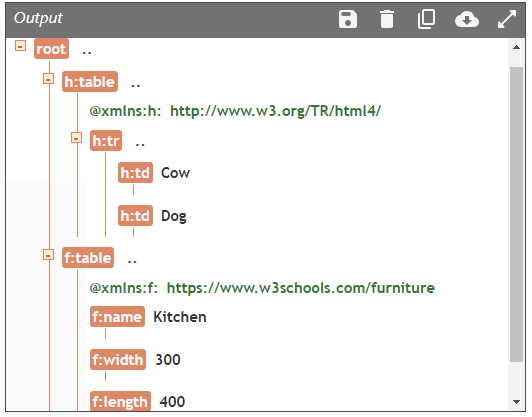 Output
root ..
h:table ..
@xmlns:h: http://www.w3.org/TR/html4/
h:tr ..
h:td Cow
h:td Dog
f:table ..
@xmlns:f: https://www.w3schools.com/furniture
f:name Kitchen
f:width 300
f:length 400